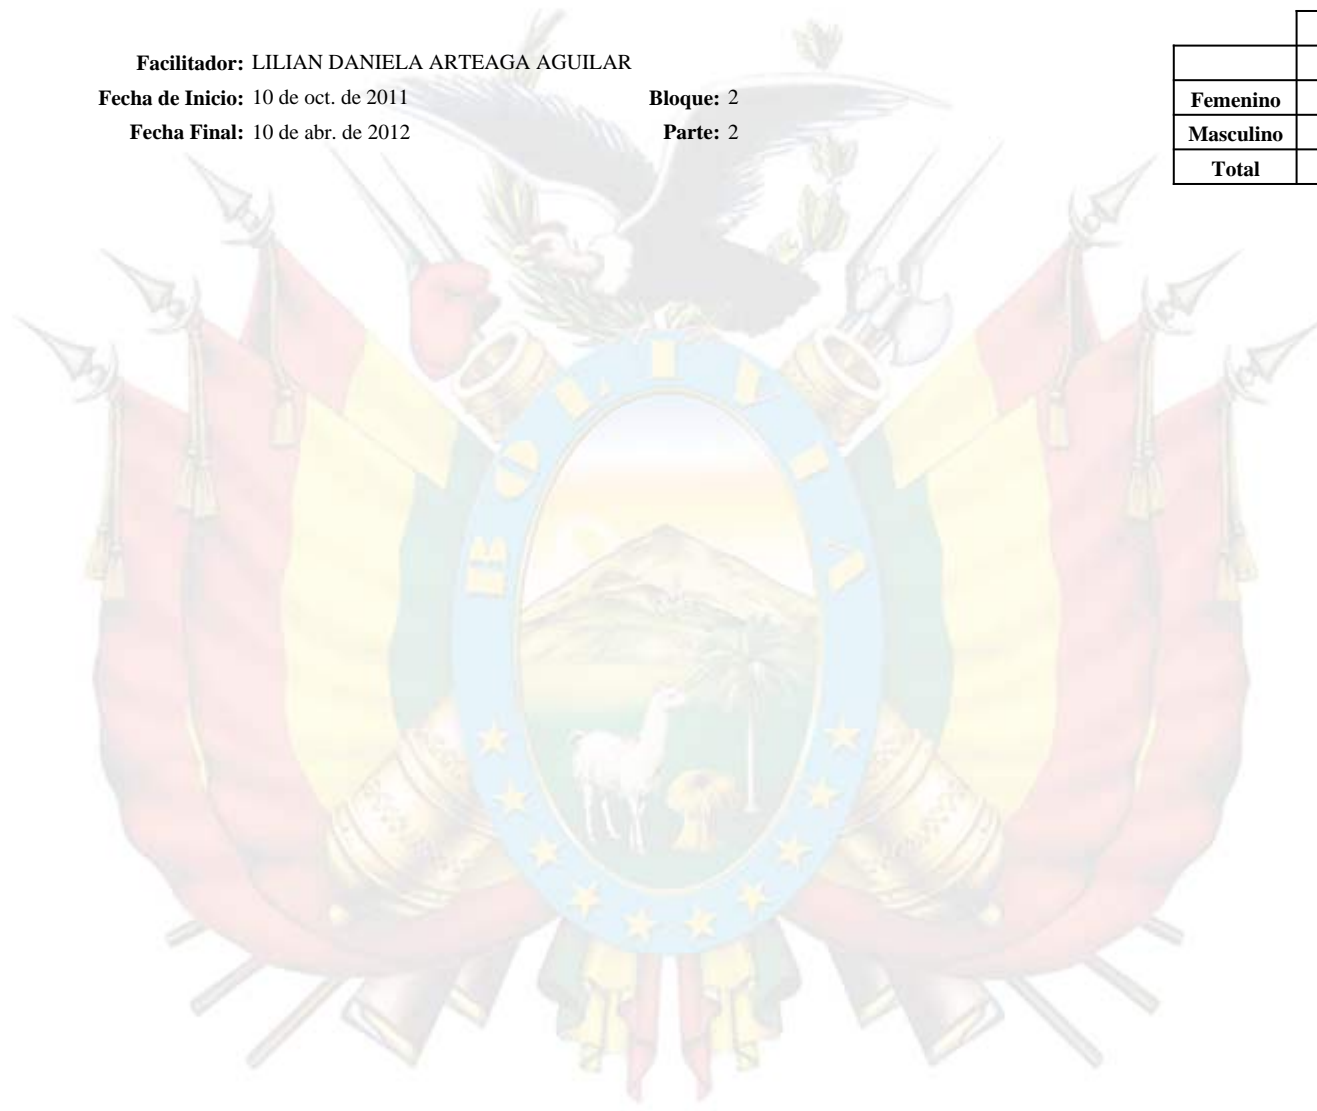 Facilitador: LILIAN DANIELA ARTEAGA AGUILAR
Fecha de Inicio: 10 de oct. de 2011 Bloque: 2
Fecha Final: 10 de abr. de 2012 Parte: 2
Femenino
Masculino
Total
BOLIVIA